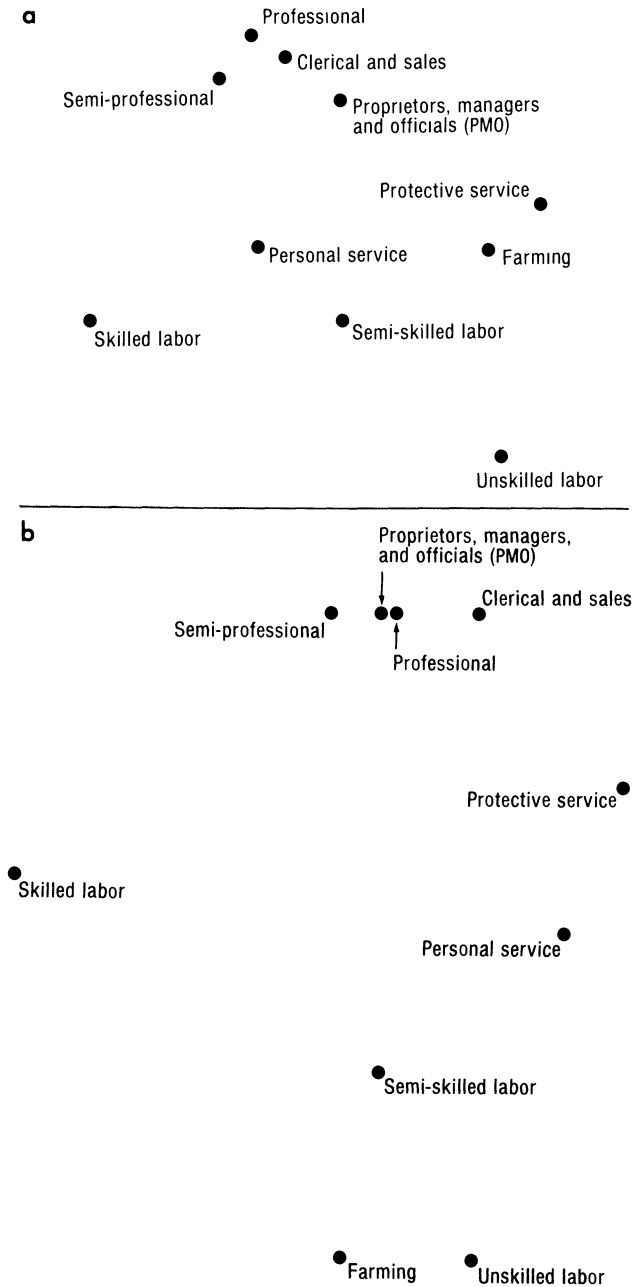 a
Professional
Clerical and sales
Semi-professional
Proprietors, managers
and officials (PMO)
Protective service
Personal service
Farming
Skilled labor
Semi-skilled labor
Unskilled labor
b
Proprietors, managers,
and officials (PMO)
Clerical and sales
Semi-professional
Professional
Protective service
Skilled labor
Personal service
Semi-skilled labor
Farming
Unskilled labor